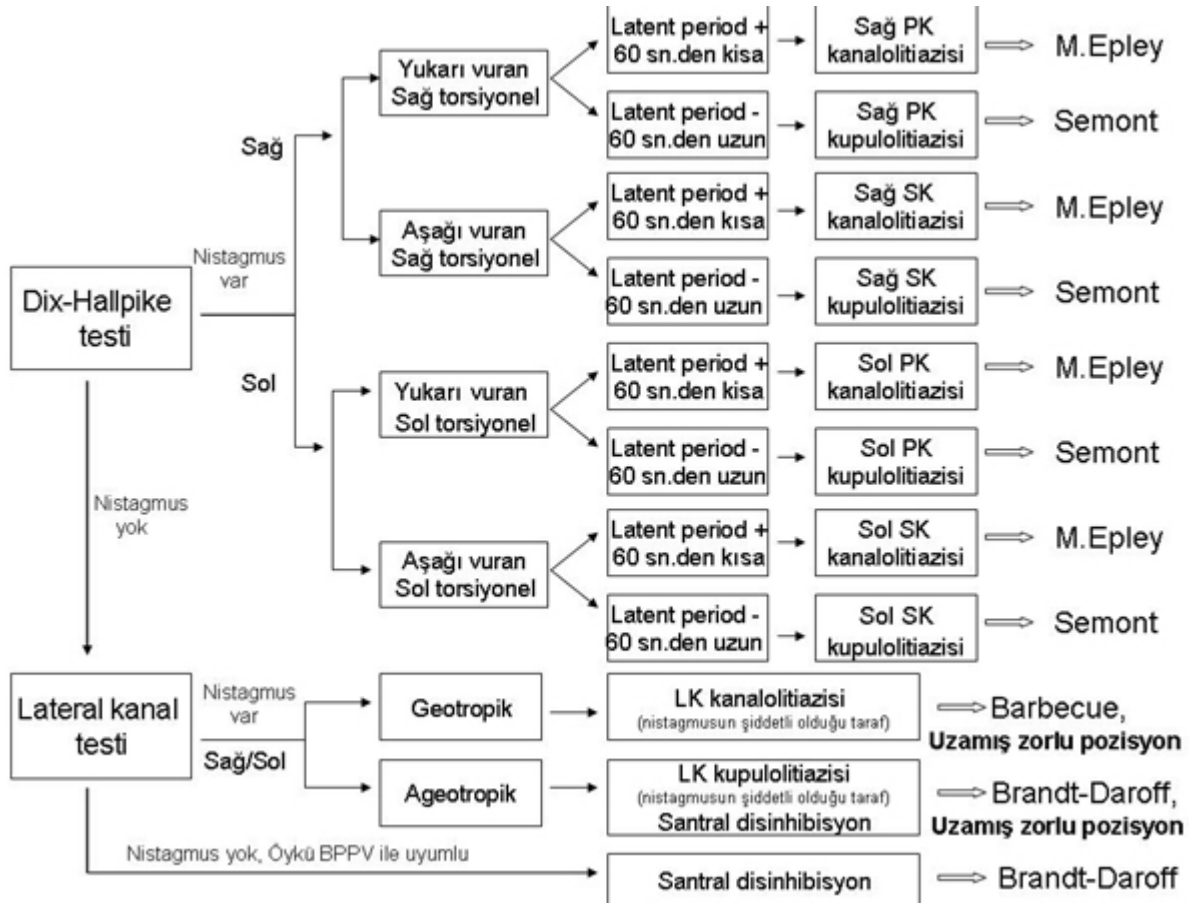 Latent period +
60 sn.den kısa
Sağ PK
kanalolitiazisi
M.Epley
Yukarı vuran
Sağ torsiyonel
Latent period -
60 sn.den uzun
Sağ PK
kupulolitiazisi
Semont
Sağ
Latent period +
60 sn.den kısa
Sağ SK
kanalolitiazisi
M.Epley
Aşağı vuran
Sağ torsiyonel
Nistagmus
var
Latent period -
60 sn.den uzun
Sağ SK
kupulolitiazisi
Semont
Dix-Hallpike
testi
Sol
Latent period +
60 sn.den kısa
Sol PK
kanalolitiazisi
M.Epley
Yukarı vuran
Sol torsiyonel
Latent period -
60 sn.den uzun
Sol PK
kupulolitiazisi
Semont
Nistagmus
yok
Latent period +
60 sn.den kısa
Sol SK
kanalolitiazisi
M.Epley
Aşağı vuran
Sol torsiyonel
Latent period -
60 sn.den uzun
Sol SK
kupulolitiazisi
Semont
Lateral kanal
testi
Nistagmus
var
Sağ/Sol
Geotropik
LK kanalolitiazisi
(nistagmusun şiddetli olduğu taraf)
Barbecue,
Uzamış zorlu pozisyon
Ageotropik
LK kupulolitiazisi
(nistagmusun şiddetli olduğu taraf)
Santral disinhibisyon
Brandt-Daroff,
Uzamış zorlu pozisyon
Nistagmus yok, Öykü BPPV ile uyumlu
Santral disinhibisyon
Brandt-Daroff